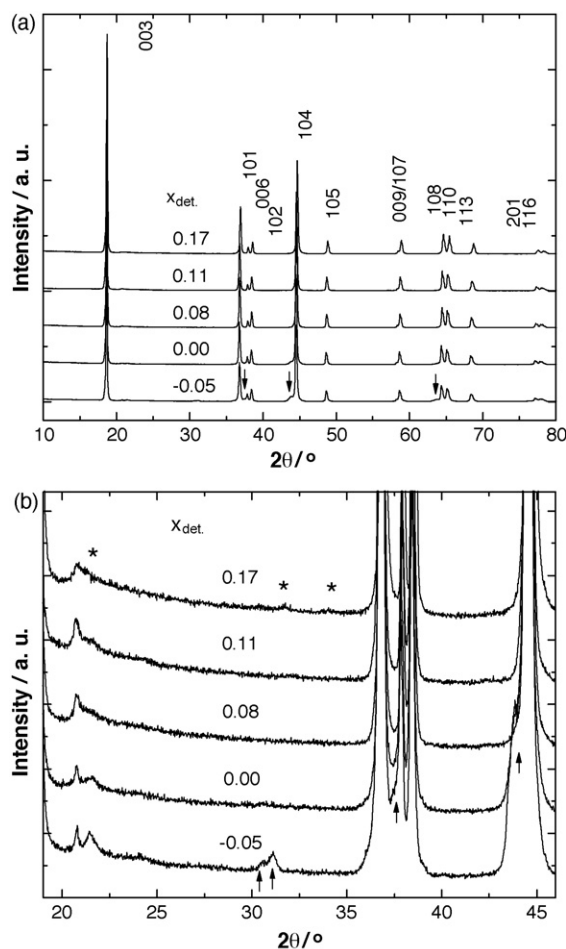 (a)
003
101
006
102
104
105
009/107
108
110
113
201
116
x_det.
0.17
0.11
0.08
0.00
-0.05
Intensity / a. u.
10 20 30 40 50 60 70 80
2θ/°
(b)
x_det.
* * *
0.17
0.11
0.08
0.00
-0.05
Intensity / a. u.
20 25 30 35 40 45
2θ/°